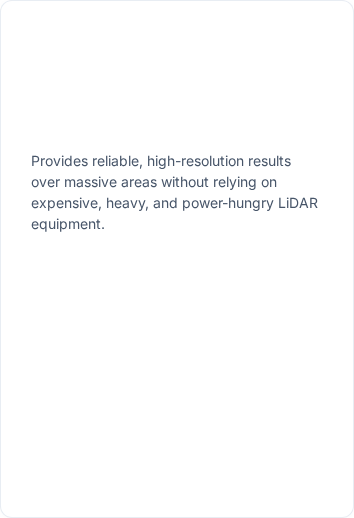 Provides reliable, high-resolution results
over massive areas without relying on
expensive, heavy, and power-hungry LiDAR
equipment.